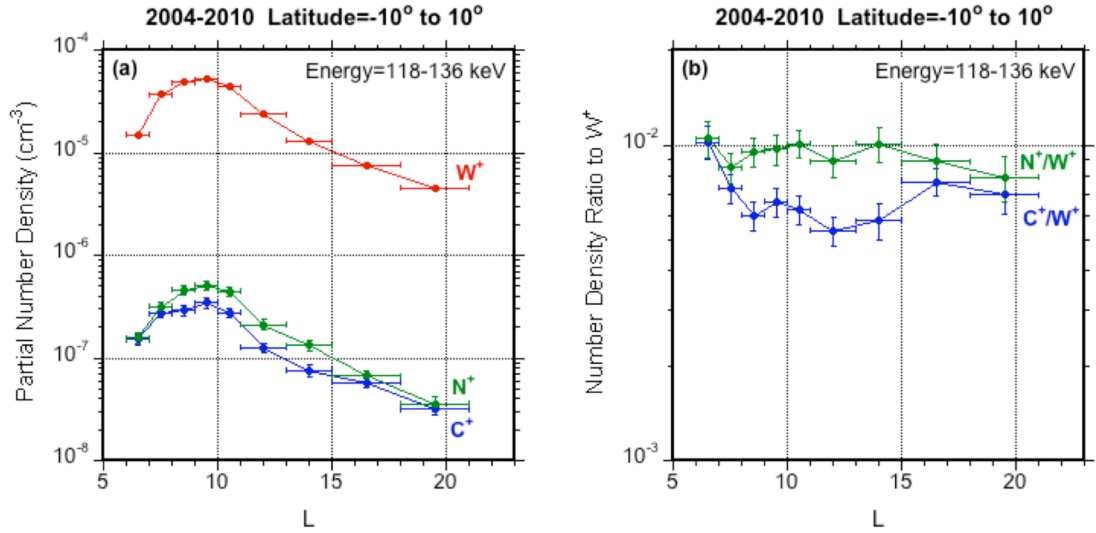 2004-2010 Latitude=-10° to 10°
(a)
Energy=118-136 keV
Partial Number Density (cm⁻³)
10⁻⁴
10⁻⁵
10⁻⁶
10⁻⁷
10⁻⁸
W⁺
N⁺
C⁺
5 10 15 20
L
2004-2010 Latitude=-10° to 10°
(b)
Energy=118-136 keV
Number Density Ratio to W⁺
10⁻²
10⁻³
N⁺/W⁺
C⁺/W⁺
5 10 15 20
L